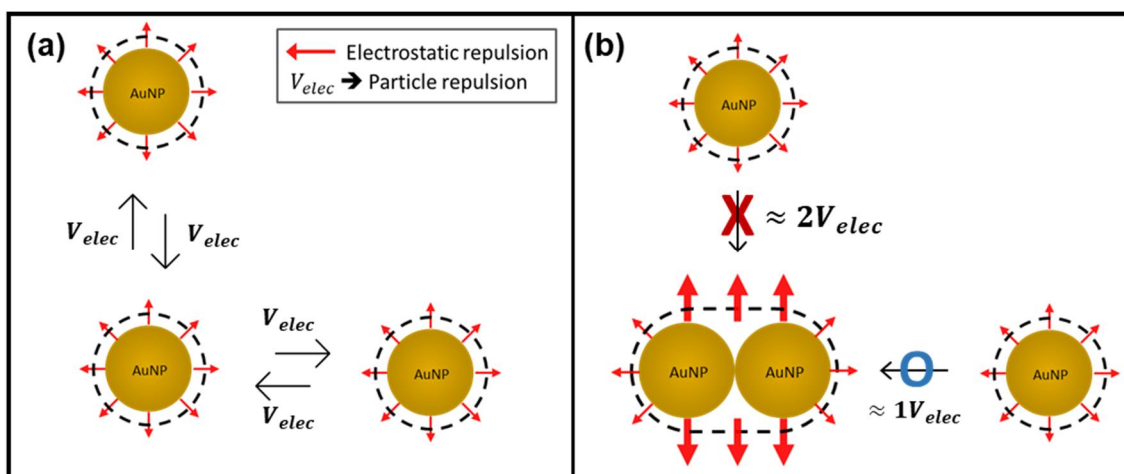 (a)
Electrostatic repulsion
V_elec → Particle repulsion
AuNP
V_elec
V_elec
AuNP
V_elec
V_elec
AuNP
(b)
AuNP
X ≈ 2V_elec
AuNP
AuNP
O
≈ 1V_elec
AuNP